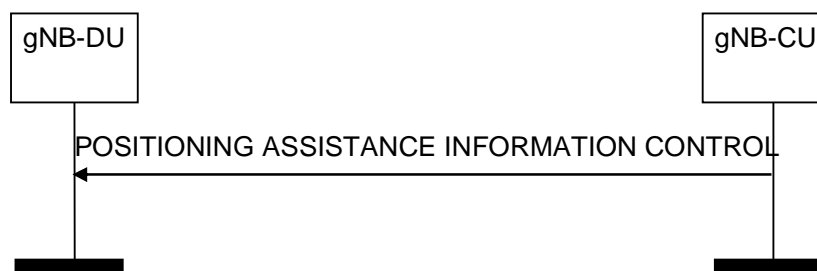 gNB-DU
gNB-CU
POSITIONING ASSISTANCE INFORMATION CONTROL